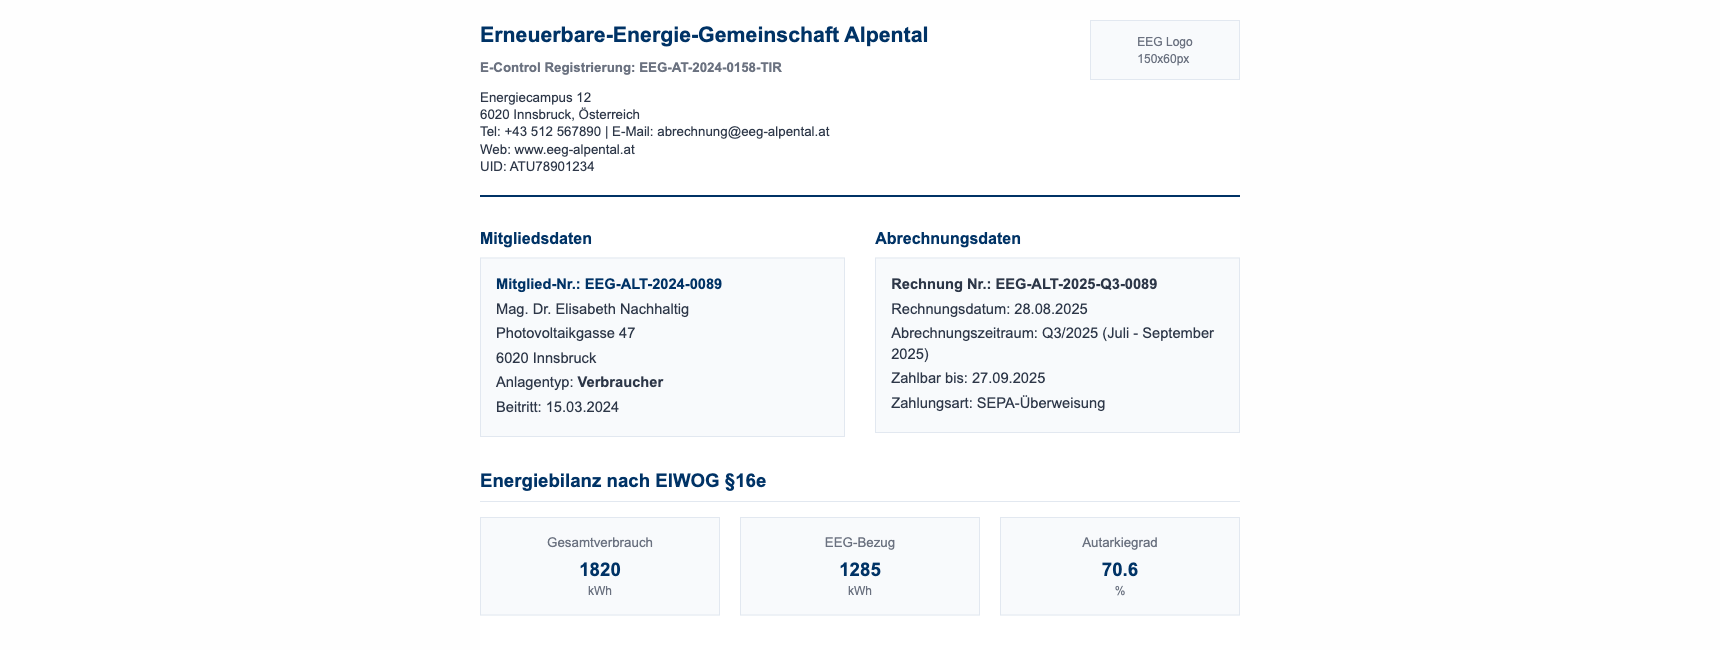 Erneuerbare-Energie-Gemeinschaft Alpental
E-Control Registrierung: EEG-AT-2024-0158-TIR
Energiecampus 12
6020 Innsbruck, Österreich
Tel: +43 512 567890 | E-Mail: abrechnung@eeg-alpental.at
Web: www.eeg-alpental.at
UID: ATU78901234
EEG Logo
150x60px
Mitgliedsdaten
Mitglied-Nr.: EEG-ALT-2024-0089
Mag. Dr. Elisabeth Nachhaltig
Photovoltaikgasse 47
6020 Innsbruck
Anlagentyp: Verbraucher
Beitritt: 15.03.2024
Abrechnungsdaten
Rechnung Nr.: EEG-ALT-2025-Q3-0089
Rechnungsdatum: 28.08.2025
Abrechnungszeitraum: Q3/2025 (Juli - September
2025)
Zahlbar bis: 27.09.2025
Zahlungsart: SEPA-Überweisung
Energiebilanz nach ElWOG §16e
Gesamtverbrauch
1820
kWh
EEG-Bezug
1285
kWh
Autarkiegrad
70.6
%